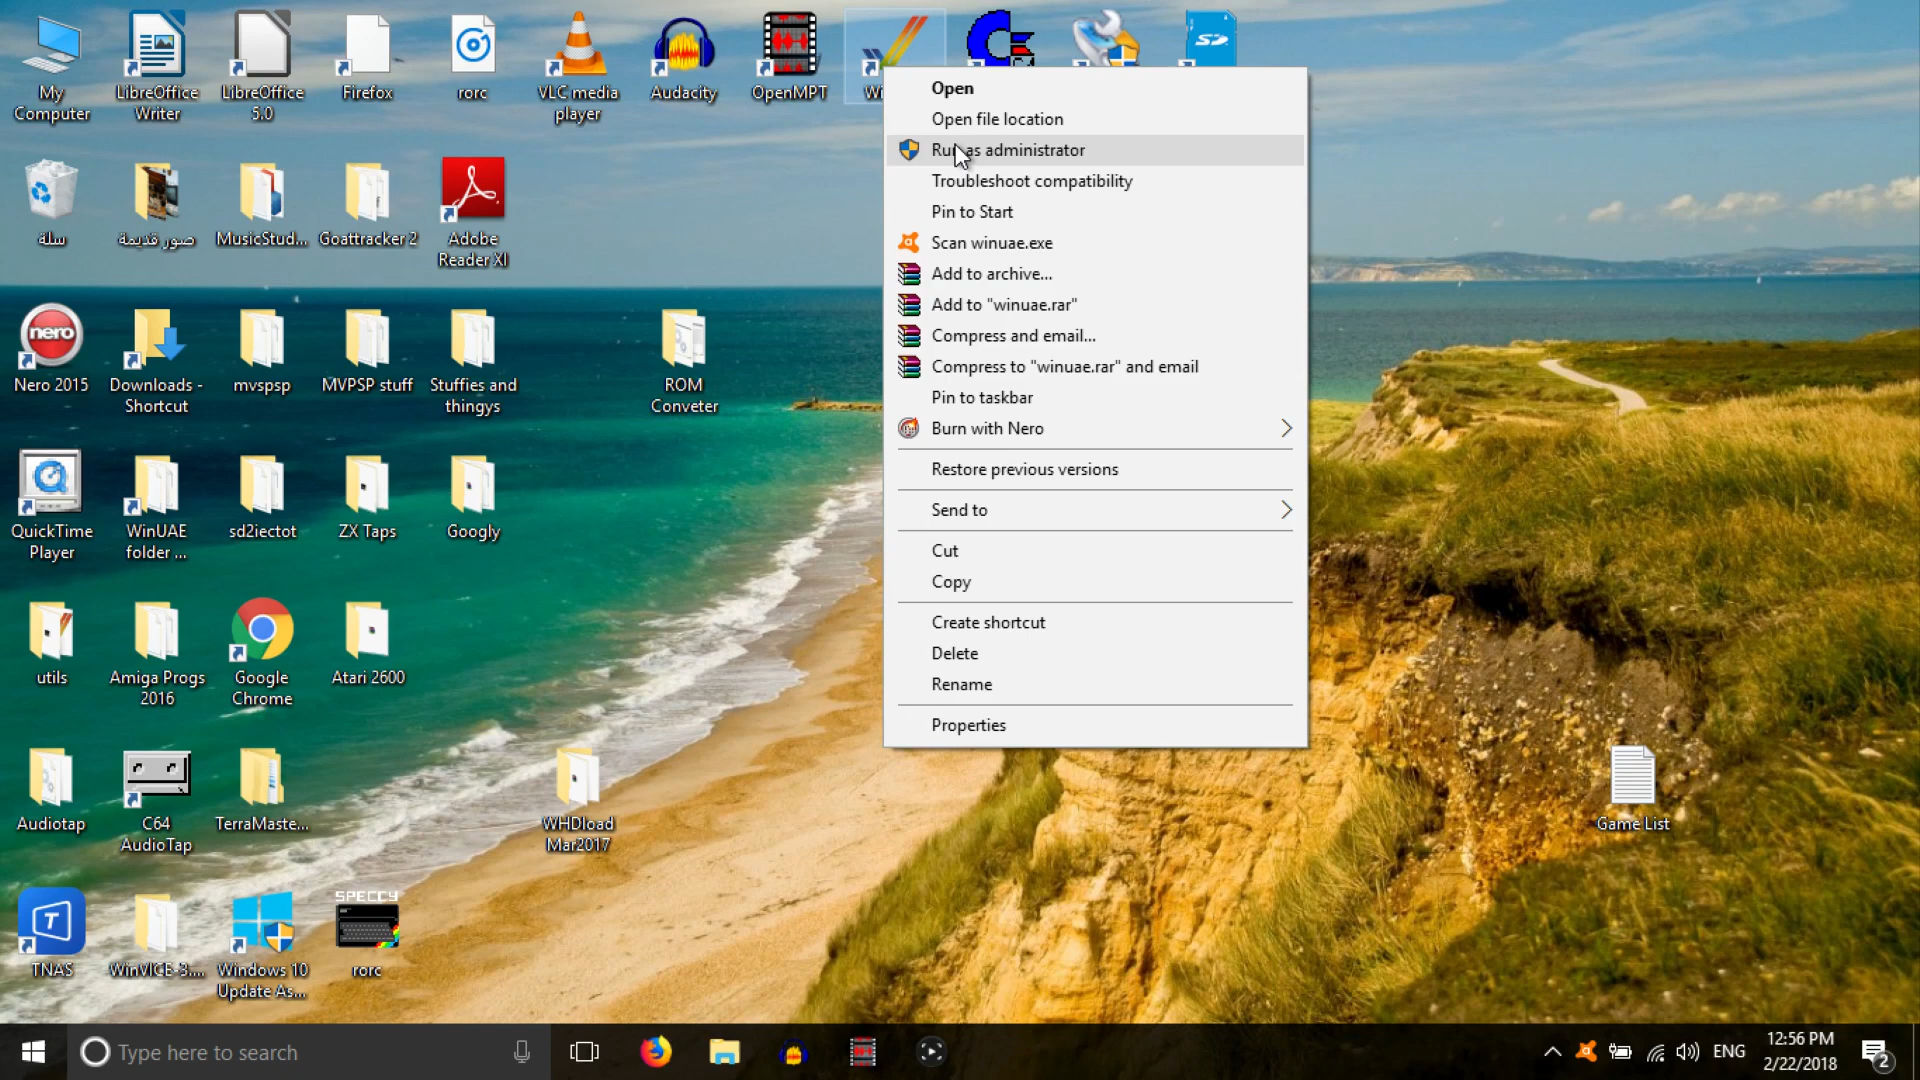 My
Computer
LibreOffice
Writer
LibreOffice
5.0
Firefox
rorc
VLC media
player
Audacity
OpenMPT
Wi
64
SD
Open
Open file location
Run as administrator
Troubleshoot compatibility
Pin to Start
Scan winuae.exe
Add to archive...
Add to "winuae.rar"
Compress and email...
Compress to "winuae.rar" and email
Pin to taskbar
Burn with Nero
Restore previous versions
Send to
Cut
Copy
Create shortcut
Delete
Rename
Properties
سلة
صور قديمة
MusicStud...
Goattracker 2
Adobe
Reader XI
nero
Nero 2015
Downloads -
Shortcut
mvspsp
MVPSP stuff
Stuffies and
thingys
ROM
Conveter
QuickTime
Player
WinUAE
folder ...
sd2iectot
ZX Taps
Googly
utils
Amiga Progs
2016
Google
Chrome
Atari 2600
Audiotap
C64
AudioTap
TerraMaste...
WHDload
Mar2017
Game List
T
TNAS
WinVICE-3....
Windows 10
Update As...
SPECCY
rorc
Type here to search
ENG
12:56 PM
2/22/2018
2